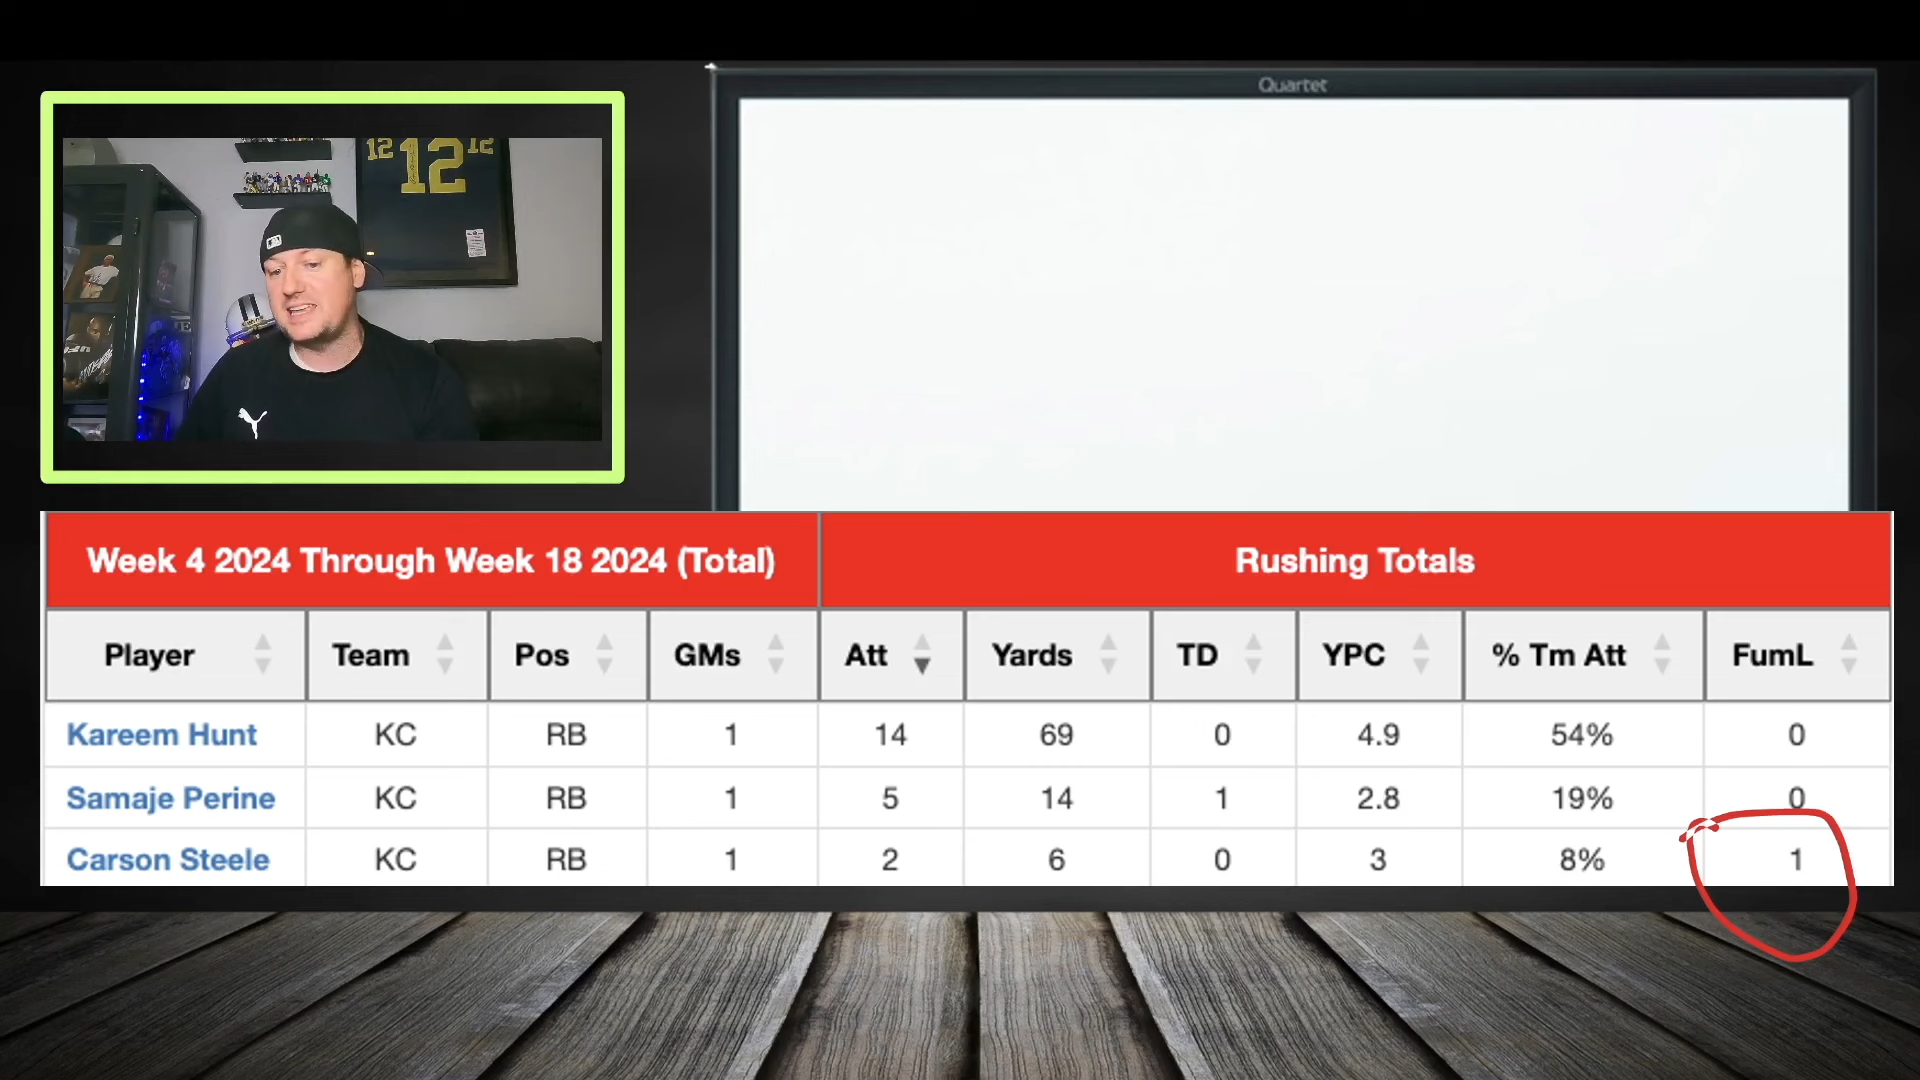 Quartet
12 12 12
Week 4 2024 Through Week 18 2024 (Total) Rushing Totals
Player Team Pos GMs Att Yards TD YPC % Tm Att FumL
Kareem Hunt KC RB 1 14 69 0 4.9 54% 0
Samaje Perine KC RB 1 5 14 1 2.8 19% 0
Carson Steele KC RB 1 2 6 0 3 8% 1